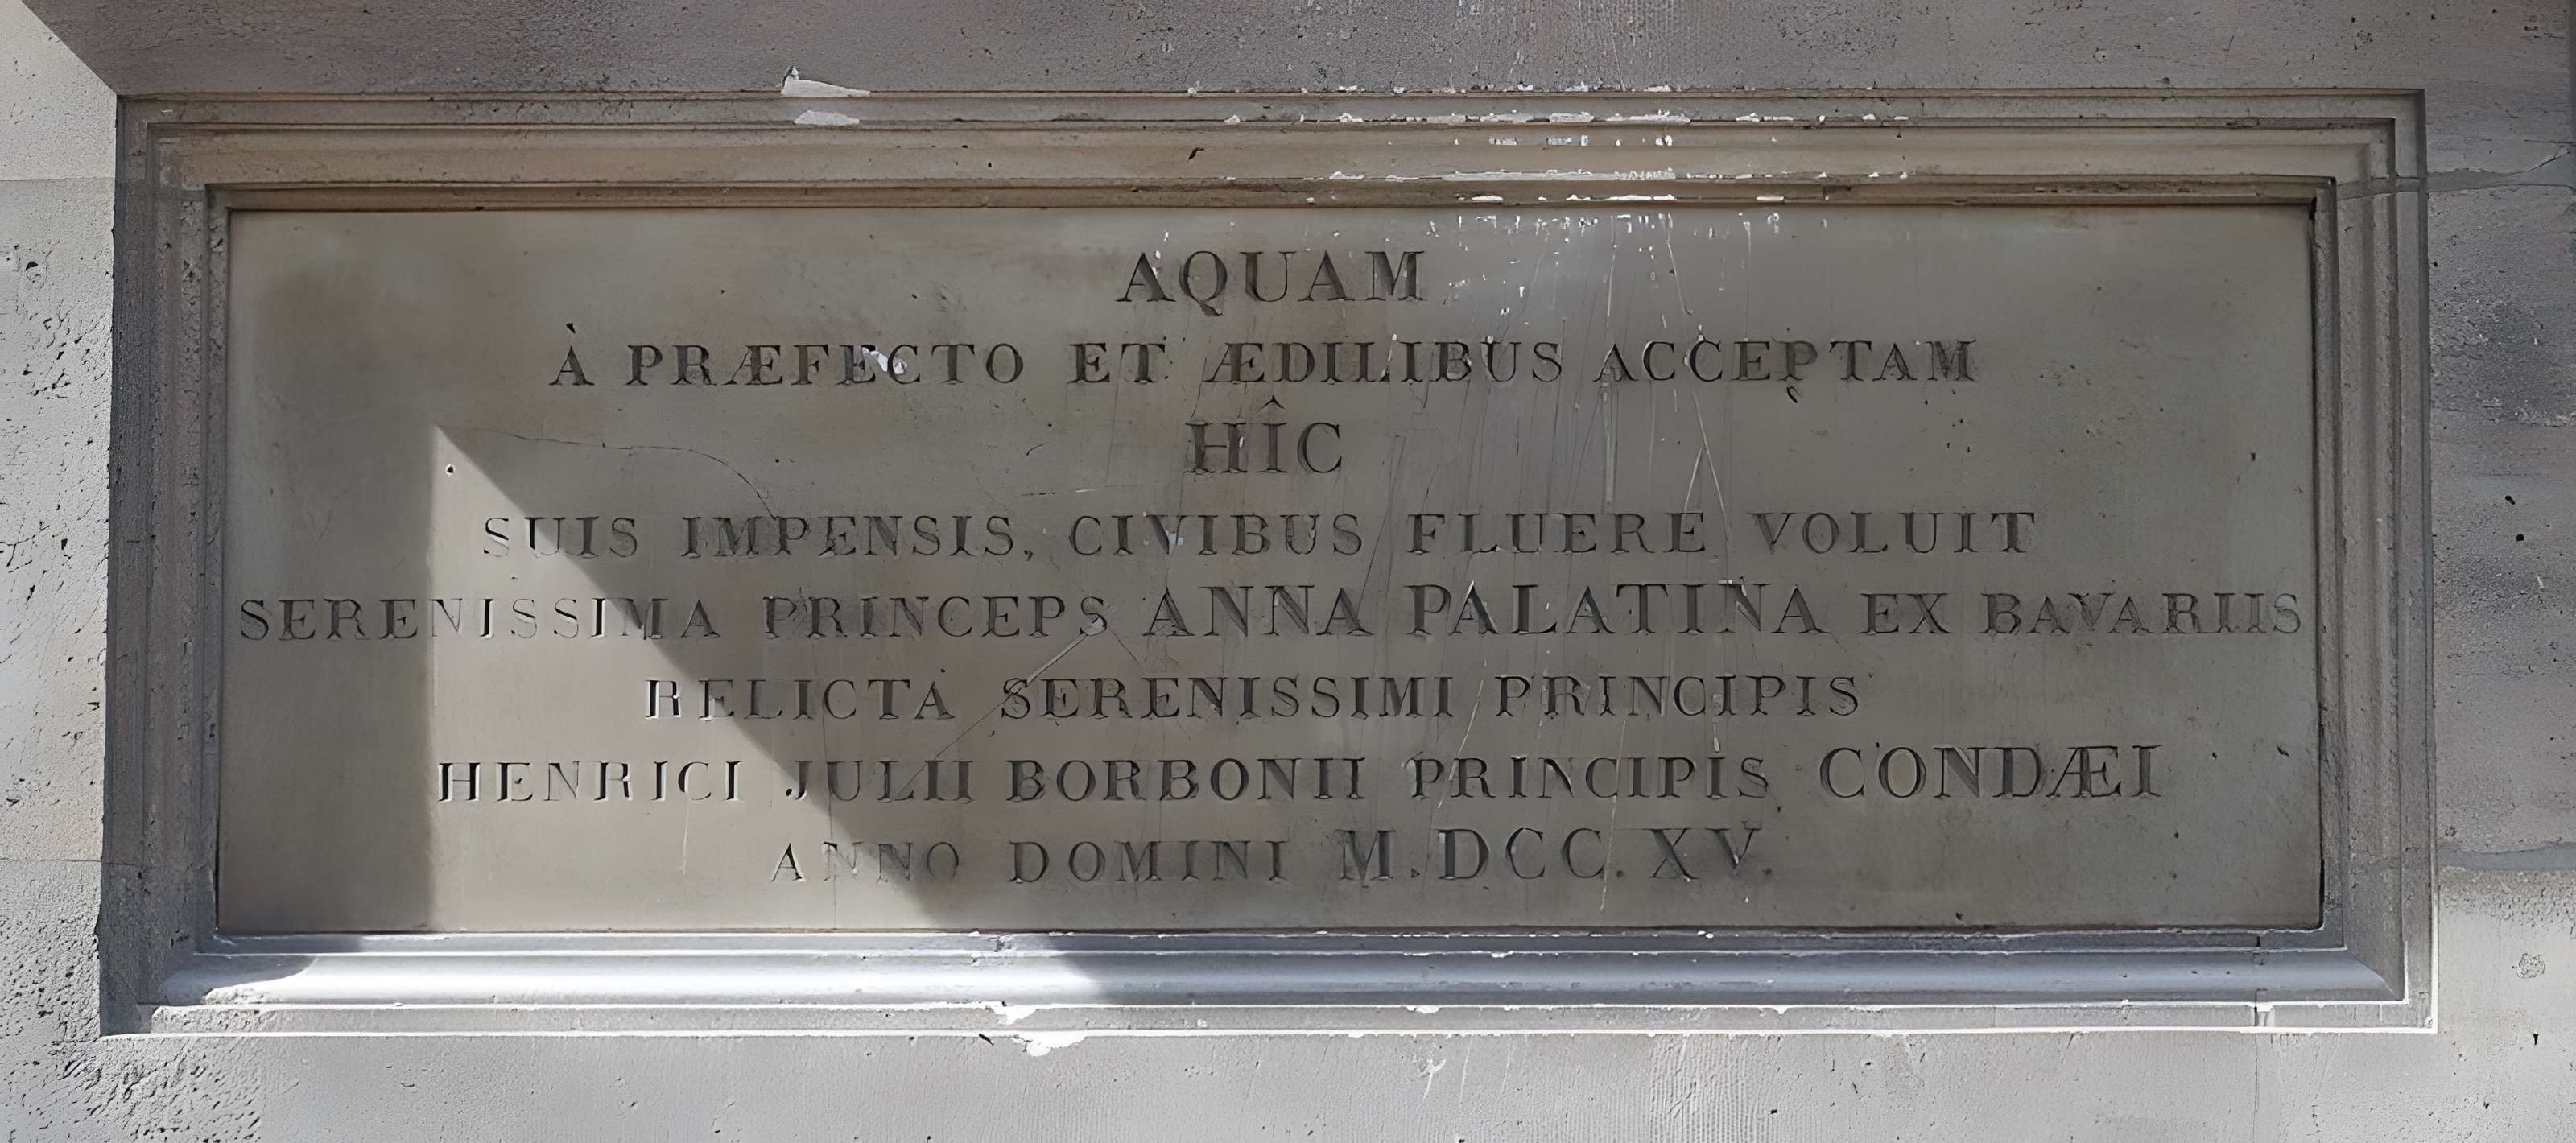 AQUAM
À PRÆFECTO ET ÆDILIBUS ACCEPTAM
HÎC
SUIS IMPENSIS, CIVIBUS FLUERE VOLUIT
SERENISSIMA PRINCEPS ANNA PALATINA EX BAVARIIS
RELICTA SERENISSIMI PRINCIPIS
HENRICI JULII BORBONII PRINCIPIS CONDÆI
ANNO DOMINI M.DCC.XV.